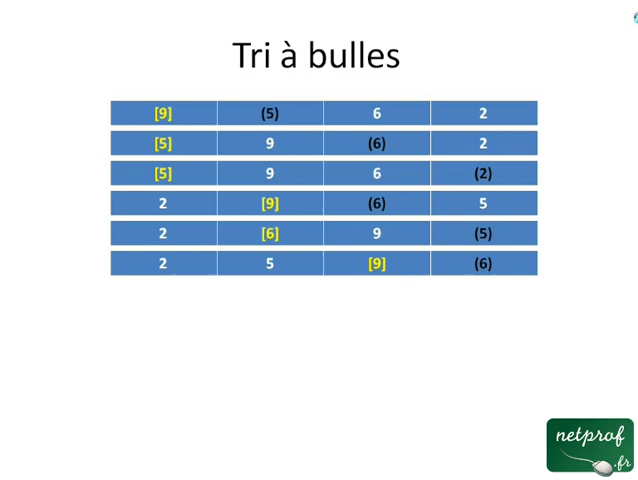 Tri à bulles
[9] (5) 6 2
[5] 9 (6) 2
[5] 9 6 (2)
2 [9] (6) 5
2 [6] 9 (5)
2 5 [9] (6)
netprof
.fr